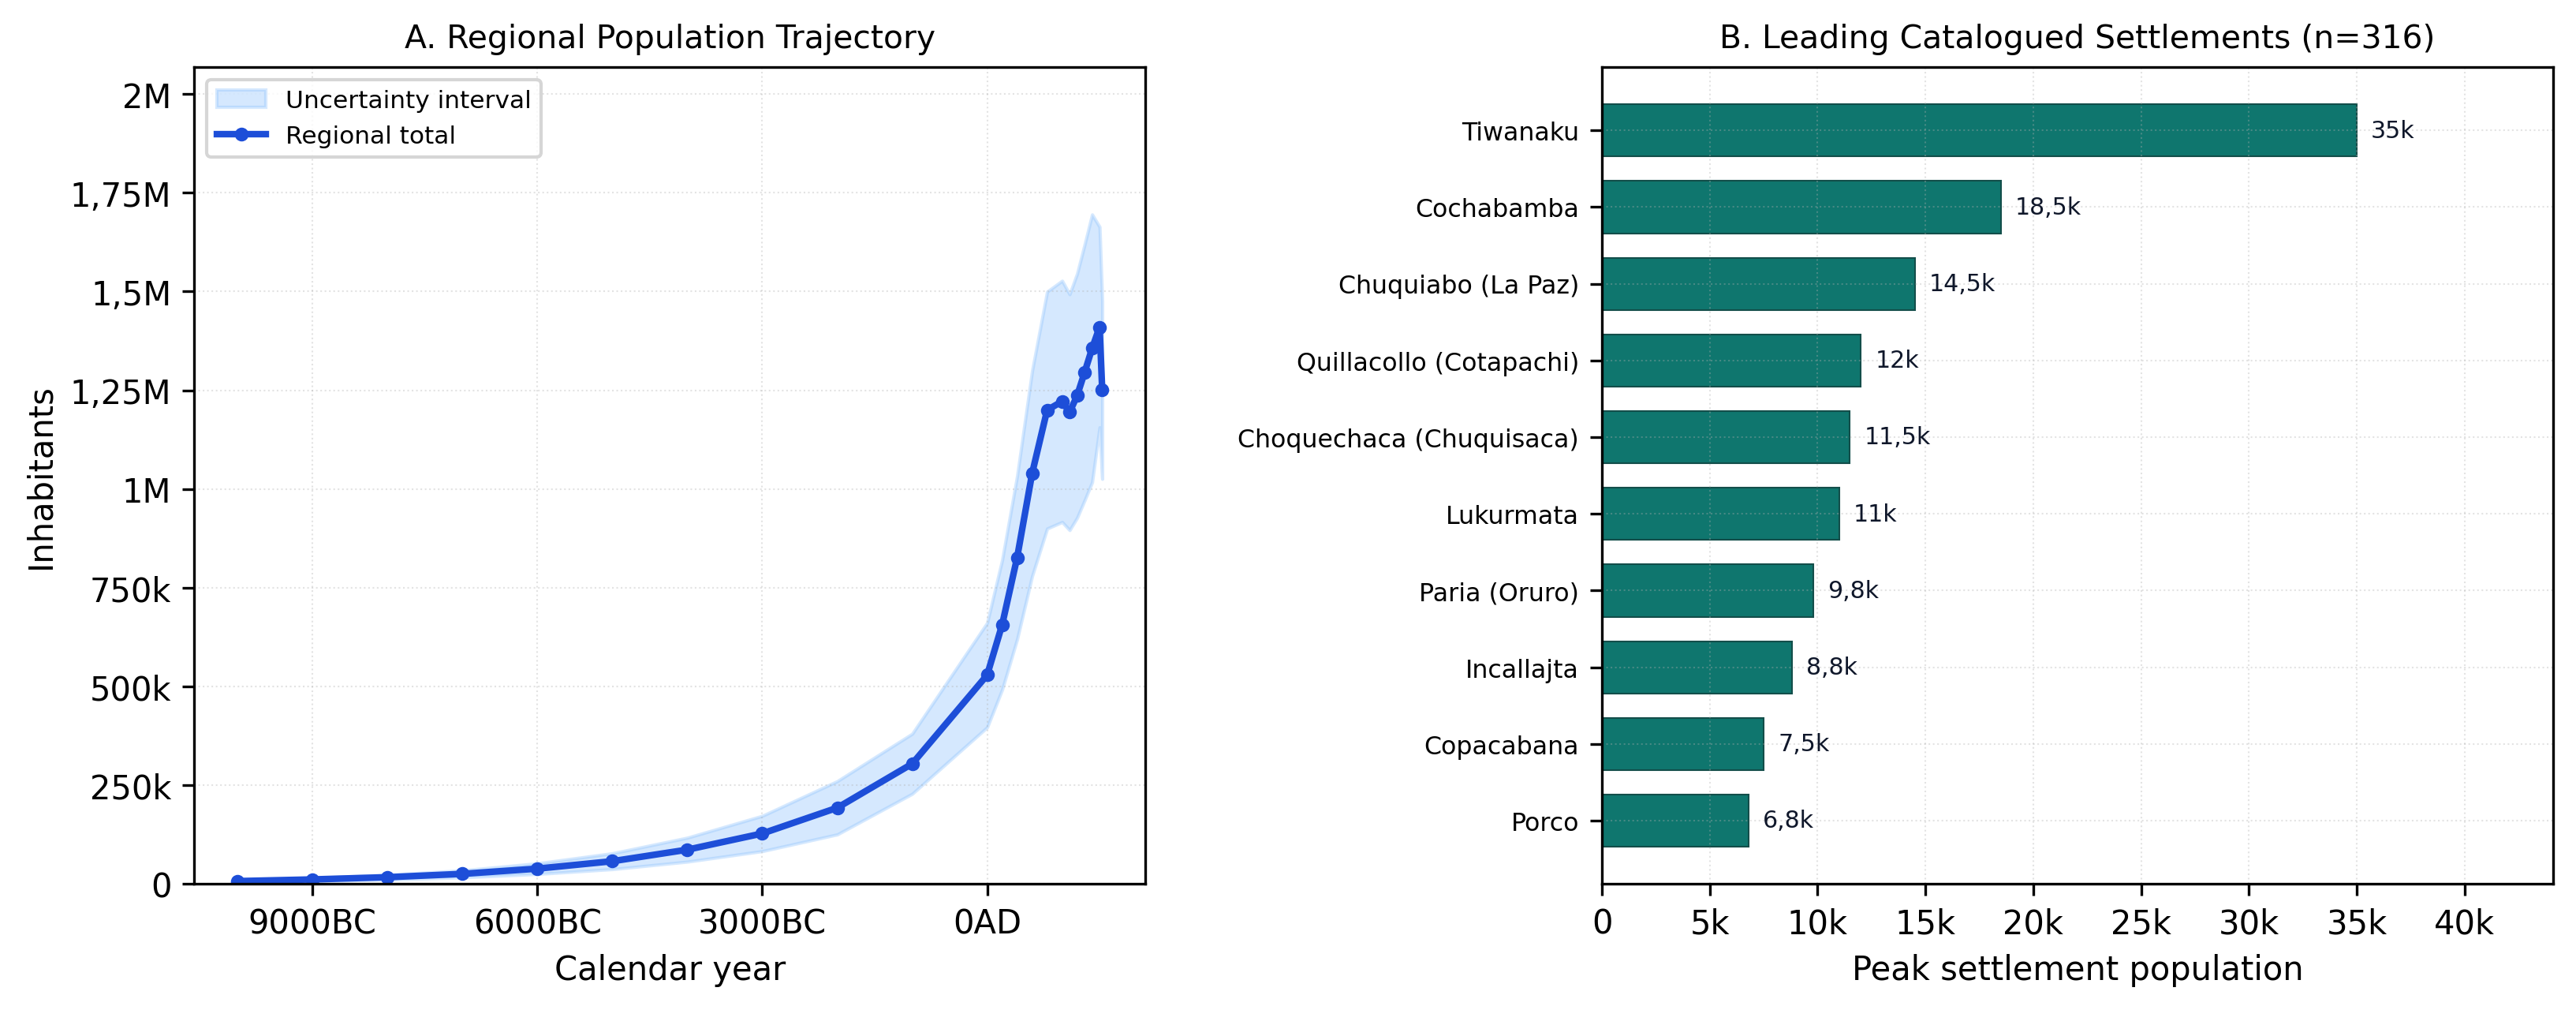 A. Regional Population Trajectory
Uncertainty interval
Regional total
2M
1,75M
1,5M
1,25M
1M
750k
500k
250k
0
Inhabitants
9000BC
6000BC
3000BC
0AD
Calendar year
B. Leading Catalogued Settlements (n=316)
Tiwanaku 35k
Cochabamba 18,5k
Chuquiabo (La Paz) 14,5k
Quillacollo (Cotapachi) 12k
Choquechaca (Chuquisaca) 11,5k
Lukurmata 11k
Paria (Oruro) 9,8k
Incallajta 8,8k
Copacabana 7,5k
Porco 6,8k
0 5k 10k 15k 20k 25k 30k 35k 40k
Peak settlement population